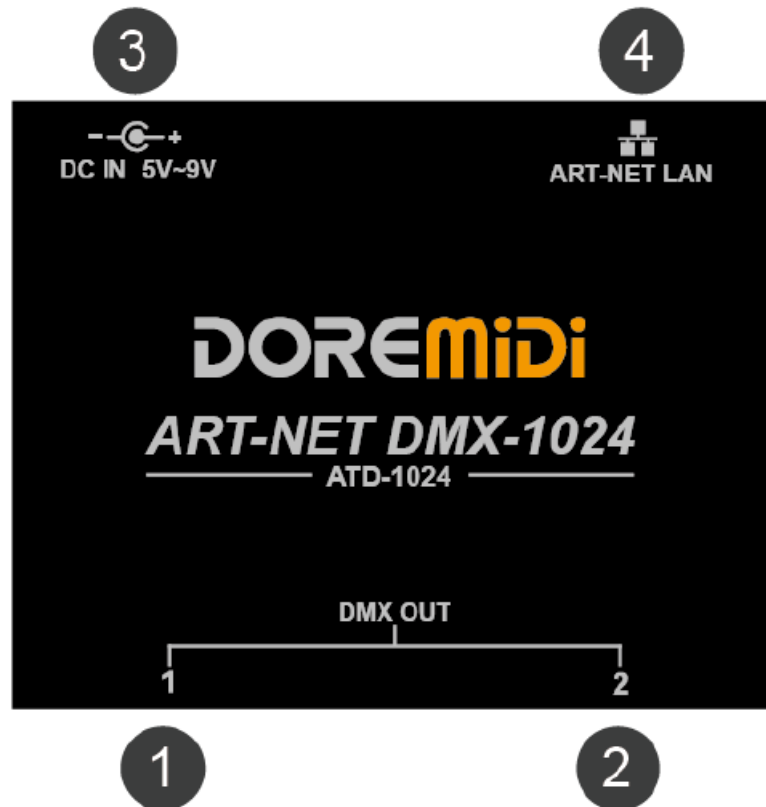 3 4
- + 
DC IN 5V~9V
ART-NET LAN
DOREMiDi
ART-NET DMX-1024
ATD-1024
DMX OUT
1 2
1 2